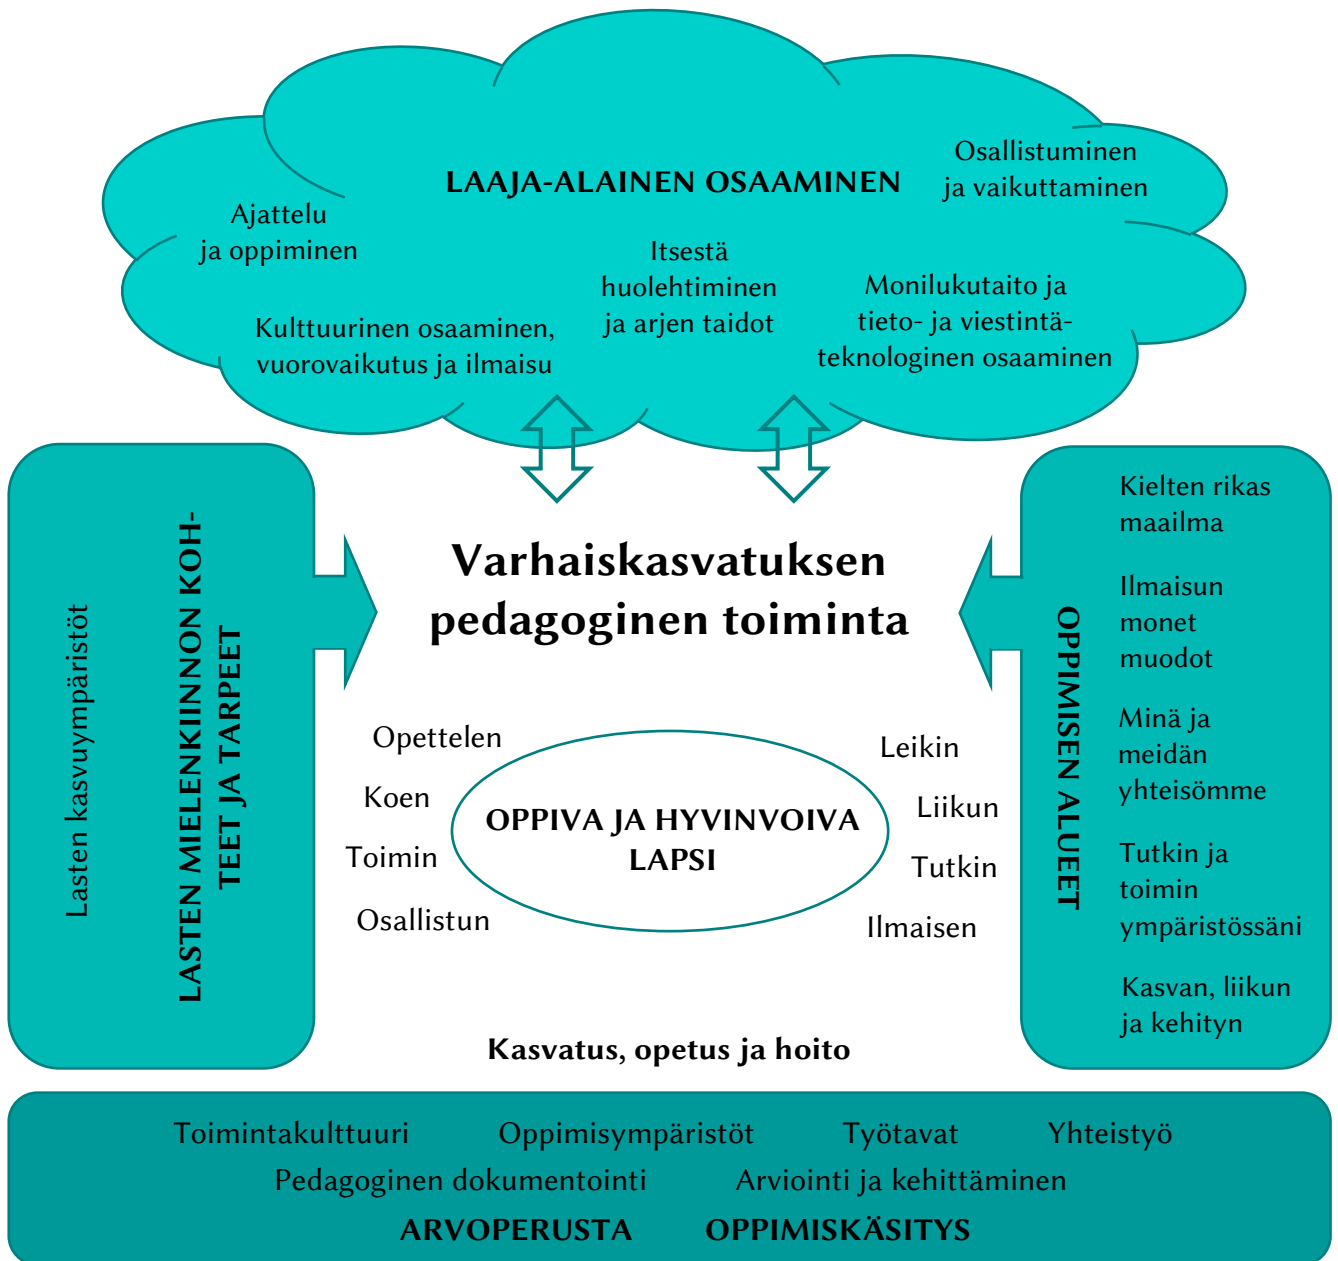 LAAJA-ALAINEN OSAAMINEN
Osallistuminen
ja vaikuttaminen
Ajattelu
ja oppiminen
Itsestä
huolehtiminen
ja arjen taidot
Monilukutaito ja
tieto- ja viestintä-
teknologinen osaaminen
Kulttuurinen osaaminen,
vuorovaikutus ja ilmaisu
Lasten kasvuympäristöt
LASTEN MIELENKIINNON KOH-
TEET JA TARPEET
Varhaiskasvatuksen
pedagoginen toiminta
Opettelen
Koen
Toimin
Osallistun
OPPIVA JA HYVINVOIVA
LAPSI
Leikin
Liikun
Tutkin
Ilmaisen
Kasvatus, opetus ja hoito
OPPIMISEN ALUEET
Kielten rikas
maailma
Ilmaisun
monet
muodot
Minä ja
meidän
yhteisömme
Tutkin ja
toimin
ympäristössäni
Kasvan, liikun
ja kehityn
Toimintakulttuuri Oppimisympäristöt Työtavat Yhteistyö
Pedagoginen dokumentointi Arviointi ja kehittäminen
ARVOPERUSTA OPPIMISKÄSITYS